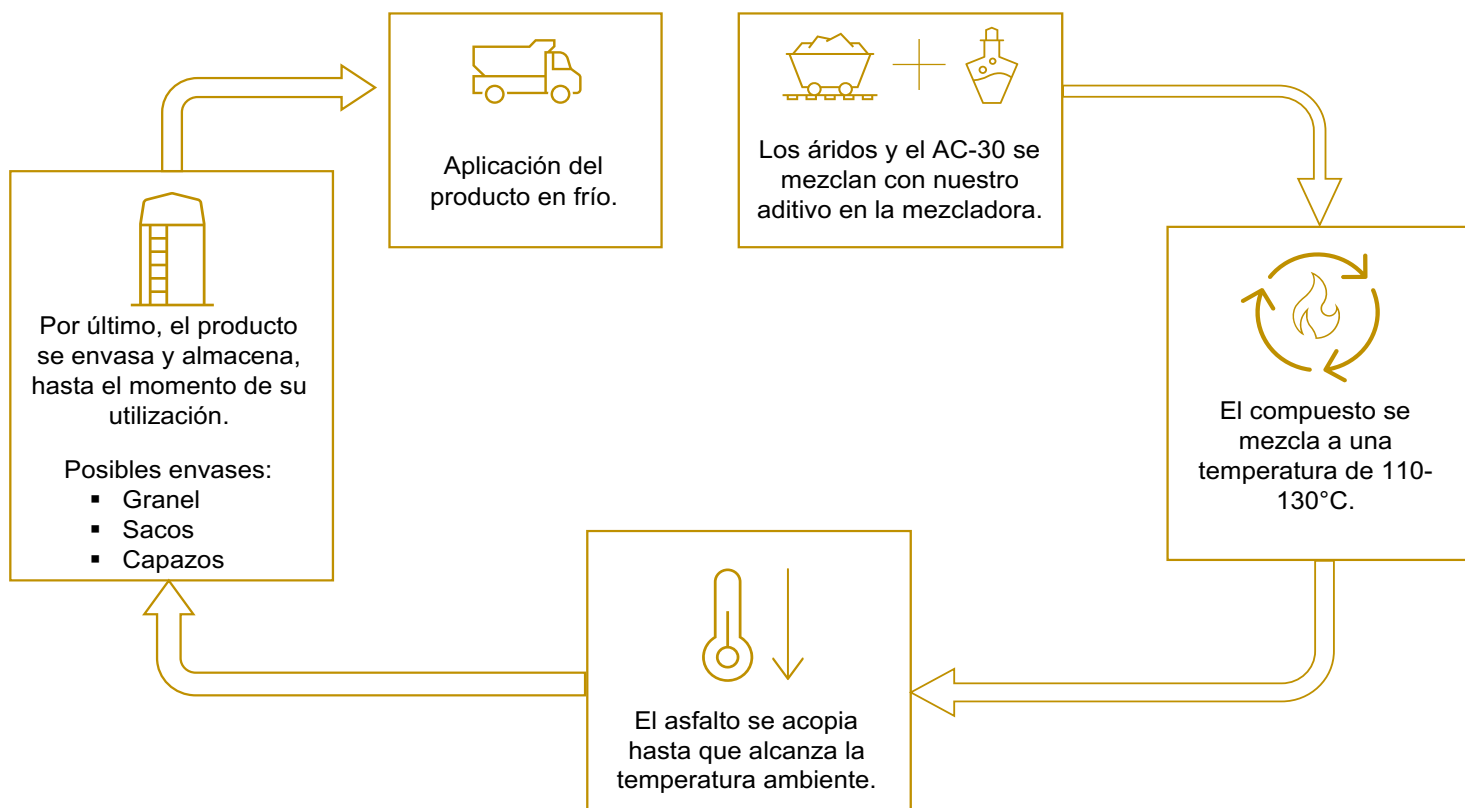 Los áridos y el AC-30 se
mezclan con nuestro
aditivo en la mezcladora.
El compuesto se
mezcla a una
temperatura de 110-
130°C.
El asfalto se acopia
hasta que alcanza la
temperatura ambiente.
Por último, el producto
se envasa y almacena,
hasta el momento de su
utilización.
Posibles envases:
▪ Granel
▪ Sacos
▪ Capazos
Aplicación del
producto en frío.